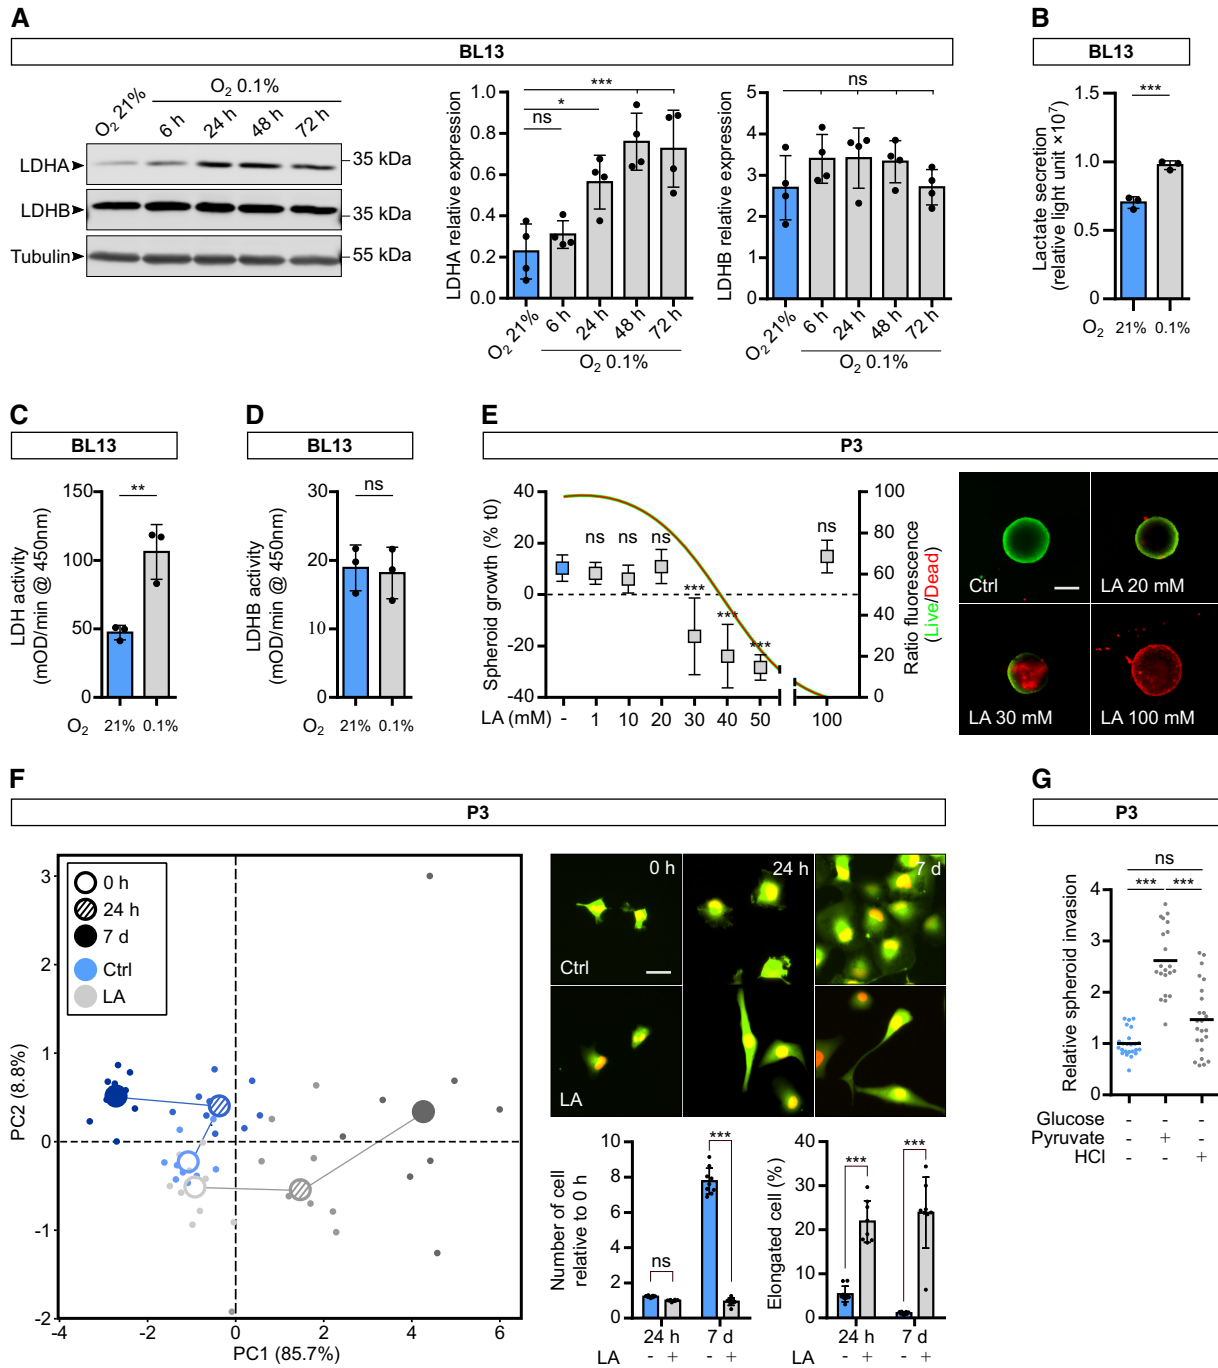 A
BL13
O2 21%
O2 0.1%
6 h
24 h
48 h
72 h
LDHA
35 kDa
LDHB
35 kDa
Tubulin
55 kDa
LDHA relative expression
1.0
0.8
0.6
0.4
0.2
0.0
ns
*
***
O2 21%
6 h
24 h
48 h
72 h
O2 0.1%
LDHB relative expression
5
4
3
2
1
0
ns
O2 21%
6 h
24 h
48 h
72 h
O2 0.1%
B
BL13
Lactate secretion
(relative light unit ×10⁷)
1.5
1.0
0.5
0
***
O2 21% 0.1%
C
BL13
LDH activity
(mOD/min @ 450nm)
150
100
50
0
**
O2 21% 0.1%
D
BL13
LDHB activity
(mOD/min @ 450nm)
30
20
10
0
ns
O2 21% 0.1%
E
P3
Spheroid growth (% t0)
40
20
0
-20
-40
ns ns ns *** *** *** ns
LA (mM) - 1 10 20 30 40 50 100
100
80
60
40
20
0
Ratio fluorescence
(Live/Dead)
Ctrl
LA 20 mM
LA 30 mM
LA 100 mM
F
P3
0 h
24 h
7 d
Ctrl
LA
PC2 (8.8%)
3
2
1
0
-1
-2
-4 -2 0 2 4 6
PC1 (85.7%)
0 h
24 h
7 d
Ctrl
LA
Number of cell
relative to 0 h
10
8
6
4
2
0
ns
***
24 h 7 d
LA - + - +
Elongated cell (%)
40
30
20
10
0
***
***
24 h 7 d
LA - + - +
G
P3
Relative spheroid invasion
4
3
2
1
0
ns
*** ***
Glucose - - -
Pyruvate - + -
HCl - - +